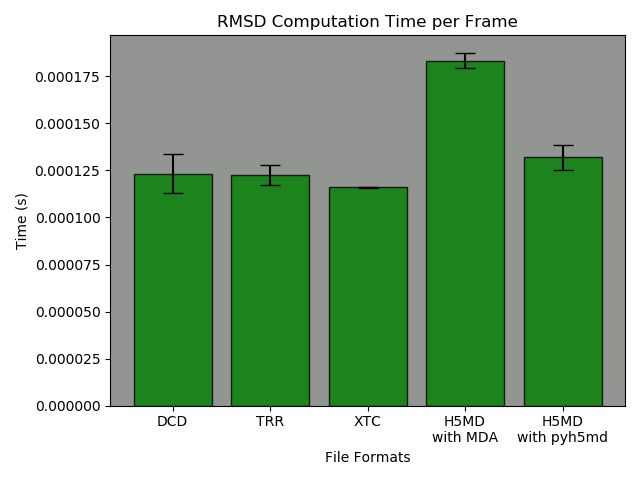 RMSD Computation Time per Frame
Time (s)
0.000175
0.000150
0.000125
0.000100
0.000075
0.000050
0.000025
0.000000
DCD
TRR
XTC
H5MD
with MDA
H5MD
with pyh5md
File Formats